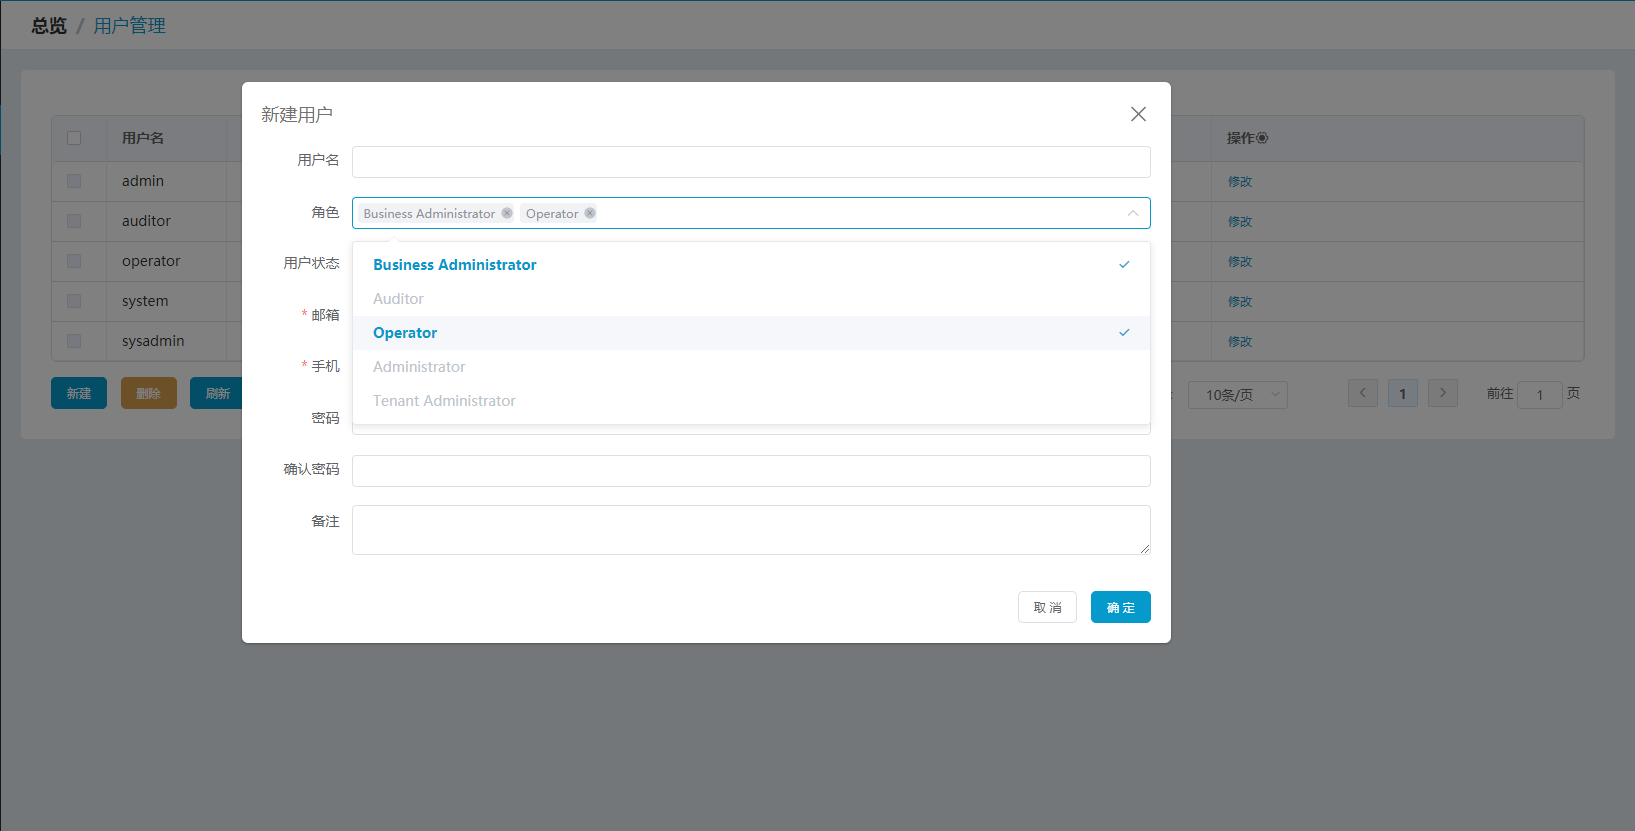 总览 / 用户管理
用户名
操作
admin
修改
auditor
修改
operator
修改
system
修改
sysadmin
修改
新建
删除
刷新
10条/页
1
前往 1 页
新建用户
用户名
角色
Business Administrator
Operator
用户状态
Business Administrator
Auditor
* 邮箱
Operator
* 手机
Administrator
Tenant Administrator
密码
确认密码
备注
取 消
确 定